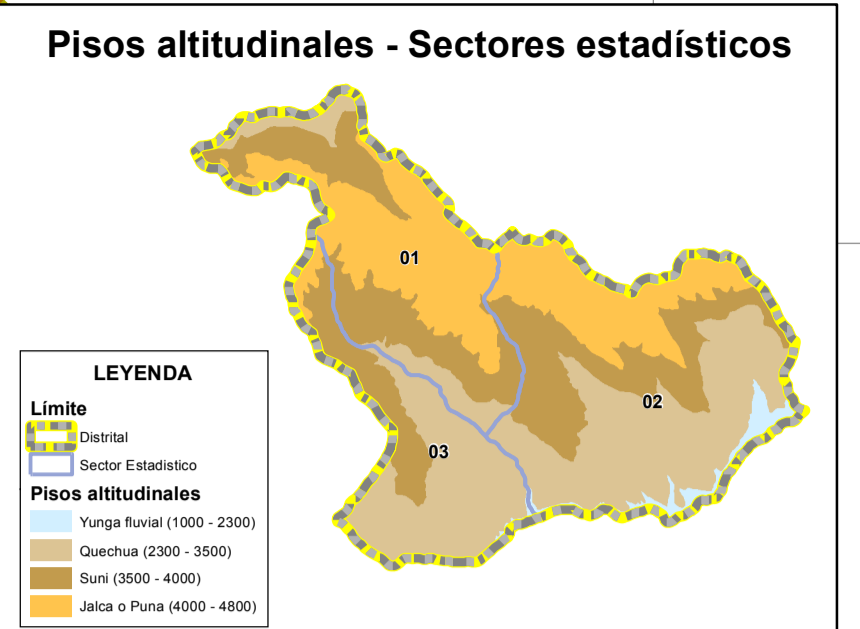 Pisos altitudinales - Sectores estadísticos
01
02
03
LEYENDA
Límite
Distrital
Sector Estadistico
Pisos altitudinales
Yunga fluvial (1000 - 2300)
Quechua (2300 - 3500)
Suni (3500 - 4000)
Jalca o Puna (4000 - 4800)